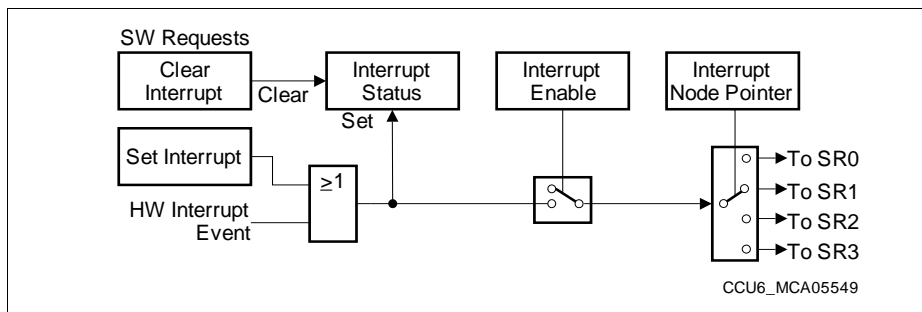 SW Requests
Clear
Interrupt
Clear
Interrupt
Status
Set
Interrupt
Enable
Interrupt
Node Pointer
Set Interrupt
≥1
HW Interrupt
Event
To SR0
To SR1
To SR2
To SR3
CCU6_MCA05549